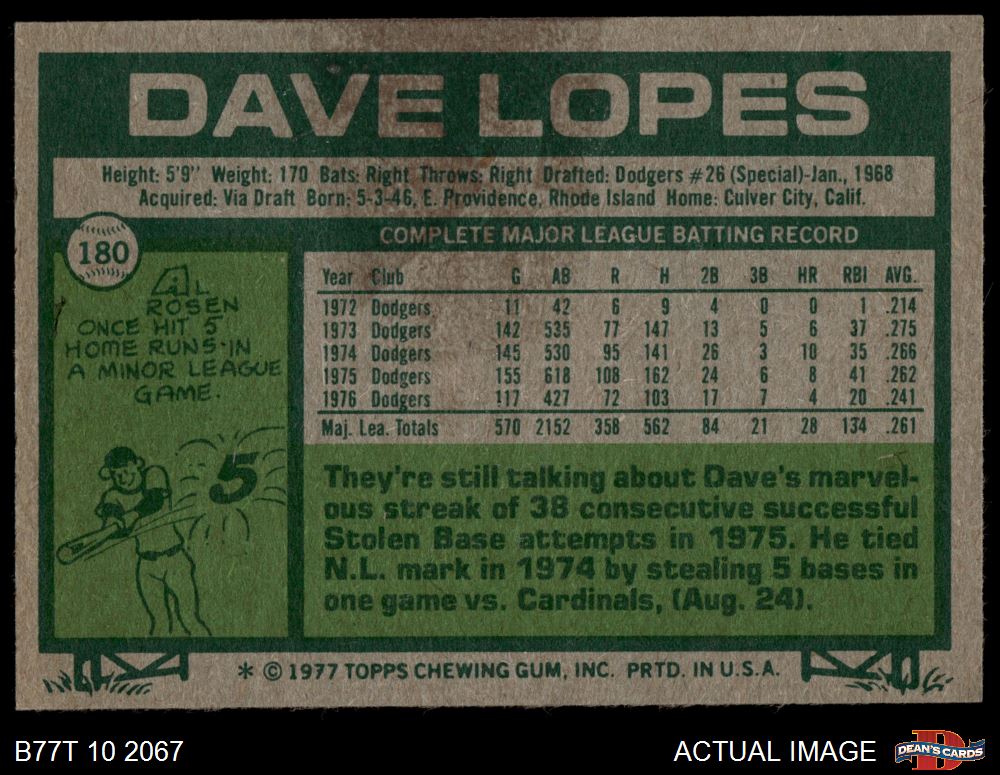 DAVE LOPES
Height: 5'9" Weight: 170 Bats: Right Throws: Right Drafted: Dodgers #26 (Special)-Jan., 1968
Acquired: Via Draft Born: 5-3-46, E. Providence, Rhode Island Home: Culver City, Calif.
180
AL
ROSEN
ONCE HIT 5
HOME RUNS IN
A MINOR LEAGUE
GAME.
5
COMPLETE MAJOR LEAGUE BATTING RECORD
Year Club G AB R H 2B 3B HR RBI AVG.
1972 Dodgers 11 42 6 9 4 0 0 1 .214
1973 Dodgers 142 535 77 147 13 5 6 37 .275
1974 Dodgers 145 530 95 141 26 3 10 35 .266
1975 Dodgers 155 618 108 162 24 6 8 41 .262
1976 Dodgers 117 427 72 103 17 7 4 20 .241
Maj. Lea. Totals 570 2152 358 562 84 21 28 134 .261
They're still talking about Dave's marvel-
ous streak of 38 consecutive successful
Stolen Base attempts in 1975. He tied
N.L. mark in 1974 by stealing 5 bases in
one game vs. Cardinals, (Aug. 24).
* © 1977 TOPPS CHEWING GUM, INC. PRTD. IN U.S.A.
B77T 10 2067
ACTUAL IMAGE
D
DEAN'S CARDS